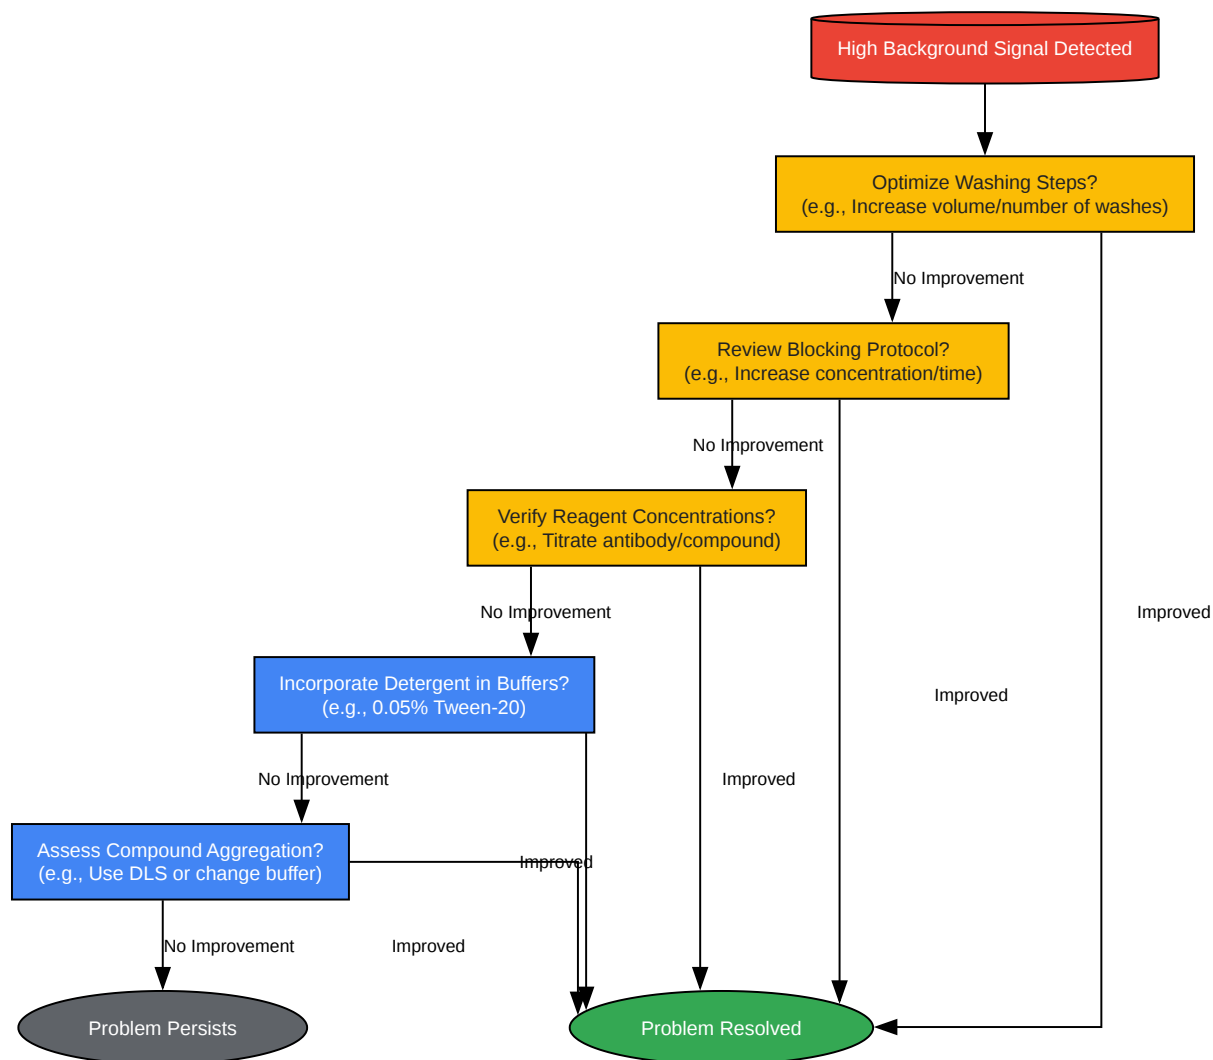 High Background Signal Detected
Optimize Washing Steps?
(e.g., Increase volume/number of washes)
No Improvement
Review Blocking Protocol?
(e.g., Increase concentration/time)
No Improvement
Verify Reagent Concentrations?
(e.g., Titrate antibody/compound)
No Improvement
Improved
Incorporate Detergent in Buffers?
(e.g., 0.05% Tween-20)
Improved
No Improvement
Improved
Assess Compound Aggregation?
(e.g., Use DLS or change buffer)
Improved
No Improvement
Improved
Problem Persists
Problem Resolved